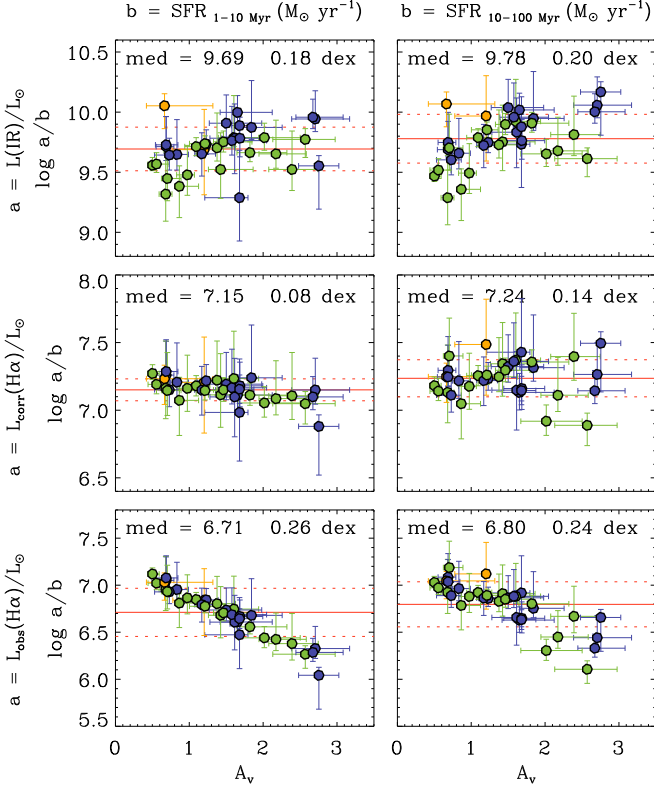 b = SFR 1−10 Myr (M⊙ yr−1)
b = SFR 10−100 Myr (M⊙ yr−1)
a = L(IR)/L⊙
log a/b
10.5
10.0
9.5
9.0
med = 9.69 0.18 dex
med = 9.78 0.20 dex
a = Lcorr(Hα)/L⊙
log a/b
8.0
7.5
7.0
6.5
med = 7.15 0.08 dex
med = 7.24 0.14 dex
a = Lobs(Hα)/L⊙
log a/b
7.5
7.0
6.5
6.0
5.5
med = 6.71 0.26 dex
med = 6.80 0.24 dex
0 1 2 3
0 1 2 3
Av
Av